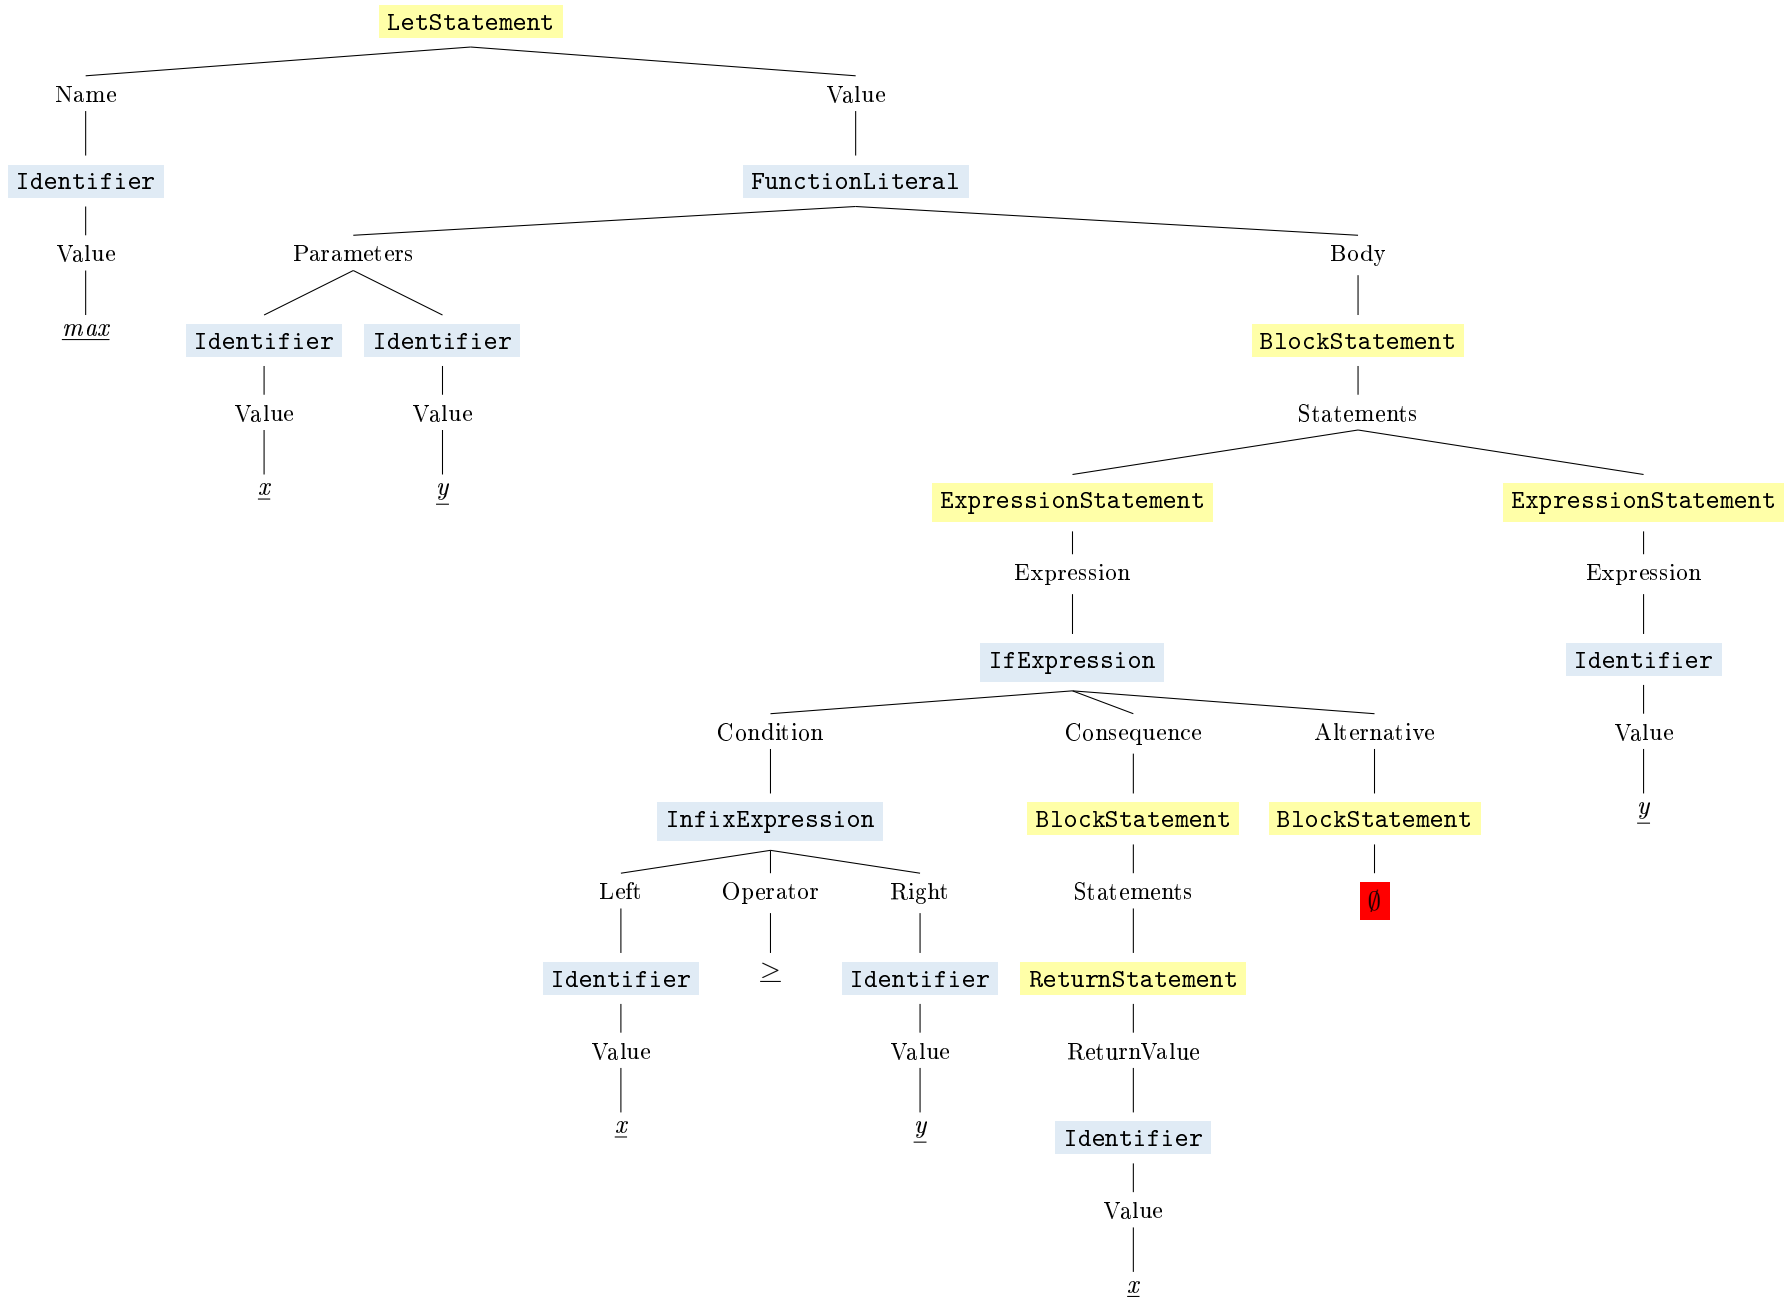 LetStatement
Name Value
Identifier FunctionLiteral
Value Parameters Body
max Identifier Identifier BlockStatement
Value Value Statements
x y ExpressionStatement ExpressionStatement
Expression Expression
IfExpression Identifier
Condition Consequence Alternative Value
InfixExpression BlockStatement BlockStatement y
Left Operator Right Statements ∅
Identifier ≥ Identifier ReturnStatement
Value Value ReturnValue
x y Identifier
Value
x